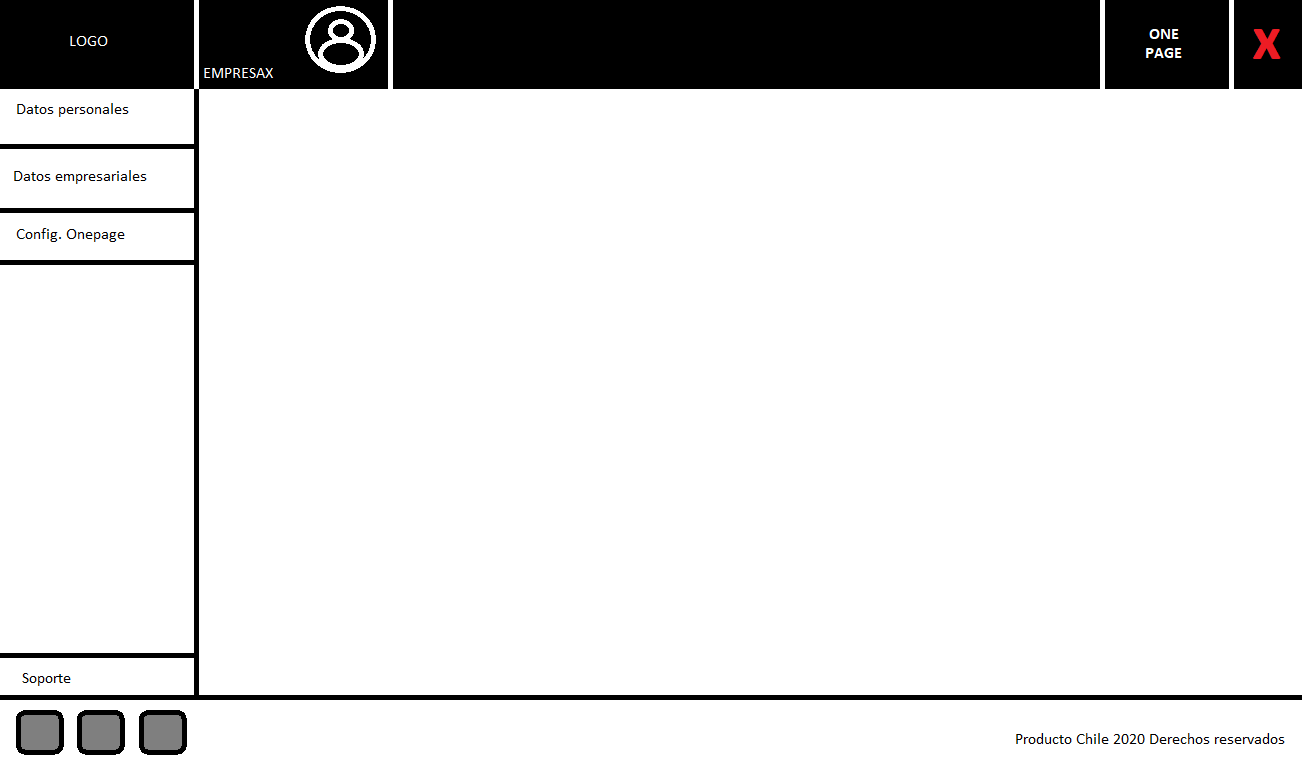 LOGO
EMPRESAX
ONE
PAGE
X
Datos personales
Datos empresariales
Config. Onepage
Soporte
Producto Chile 2020 Derechos reservados